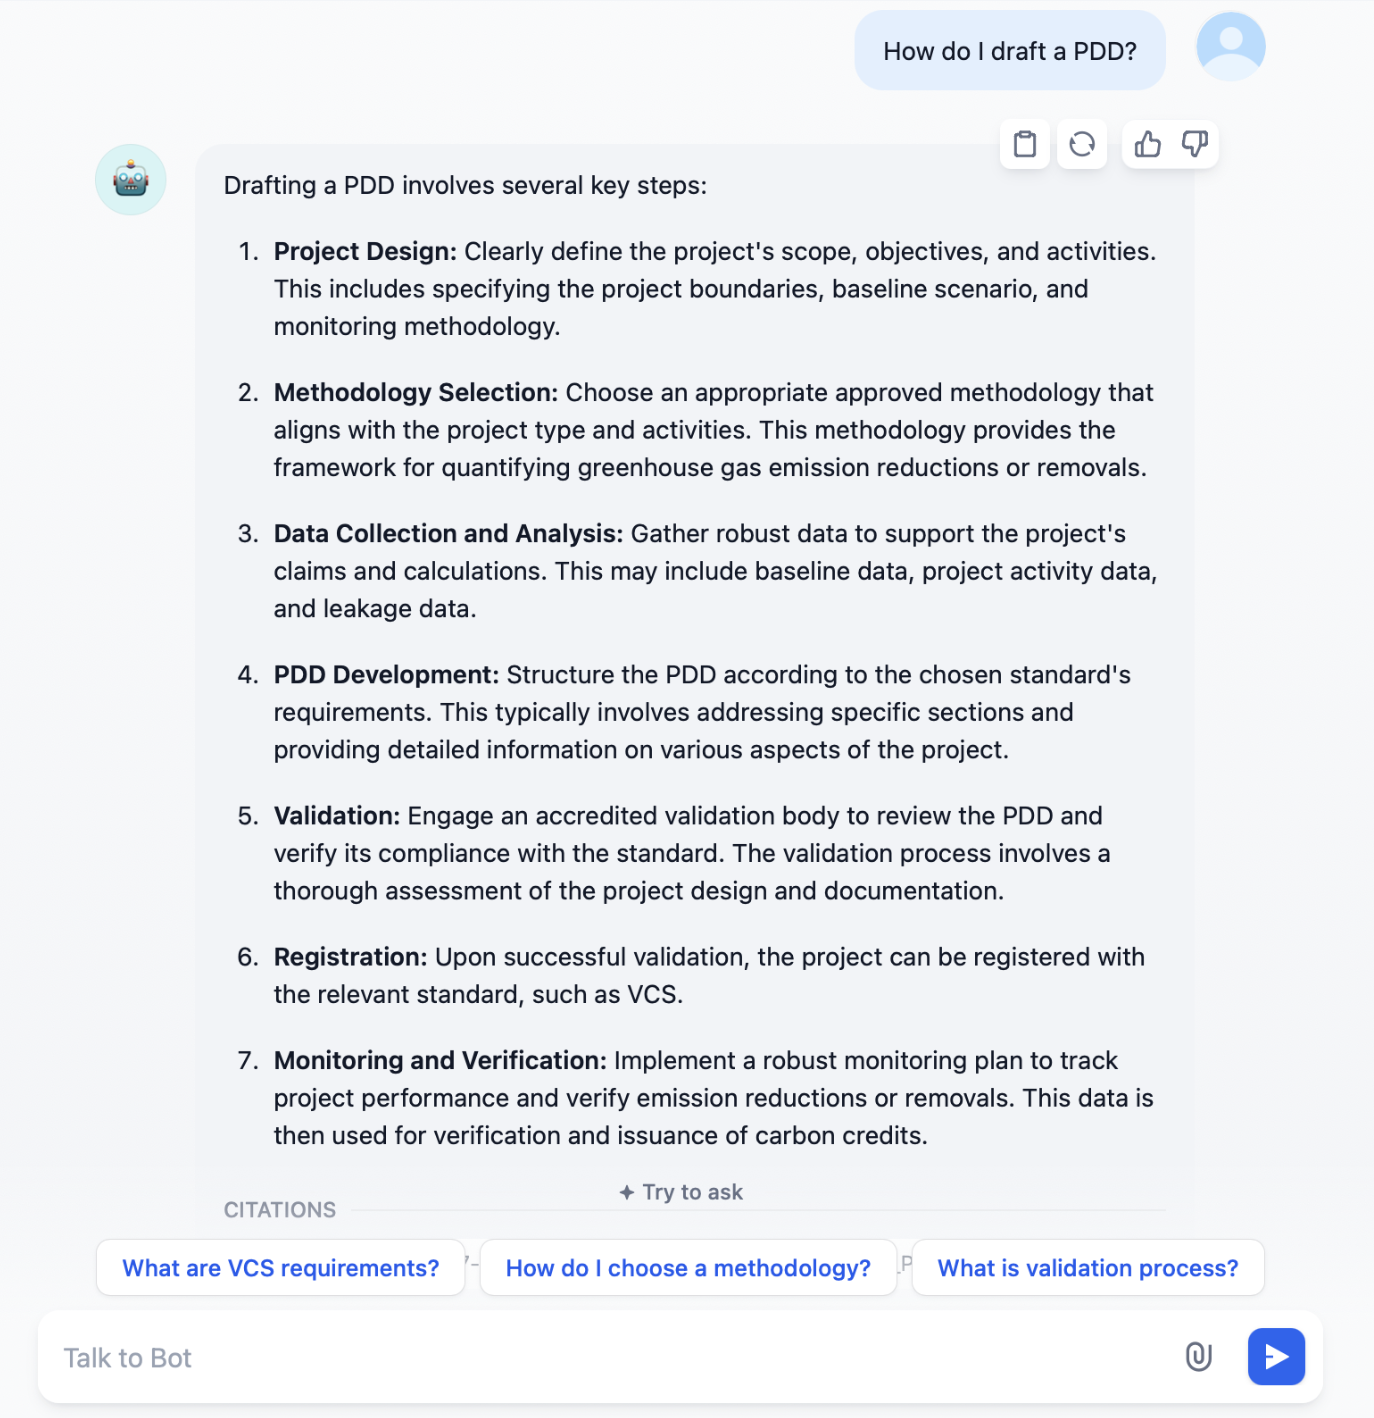 How do I draft a PDD?
Drafting a PDD involves several key steps:
1. Project Design: Clearly define the project's scope, objectives, and activities.
This includes specifying the project boundaries, baseline scenario, and
monitoring methodology.
2. Methodology Selection: Choose an appropriate approved methodology that
aligns with the project type and activities. This methodology provides the
framework for quantifying greenhouse gas emission reductions or removals.
3. Data Collection and Analysis: Gather robust data to support the project's
claims and calculations. This may include baseline data, project activity data,
and leakage data.
4. PDD Development: Structure the PDD according to the chosen standard's
requirements. This typically involves addressing specific sections and
providing detailed information on various aspects of the project.
5. Validation: Engage an accredited validation body to review the PDD and
verify its compliance with the standard. The validation process involves a
thorough assessment of the project design and documentation.
6. Registration: Upon successful validation, the project can be registered with
the relevant standard, such as VCS.
7. Monitoring and Verification: Implement a robust monitoring plan to track
project performance and verify emission reductions or removals. This data is
then used for verification and issuance of carbon credits.
Try to ask
CITATIONS
What are VCS requirements? How do I choose a methodology? What is validation process?
Talk to Bot